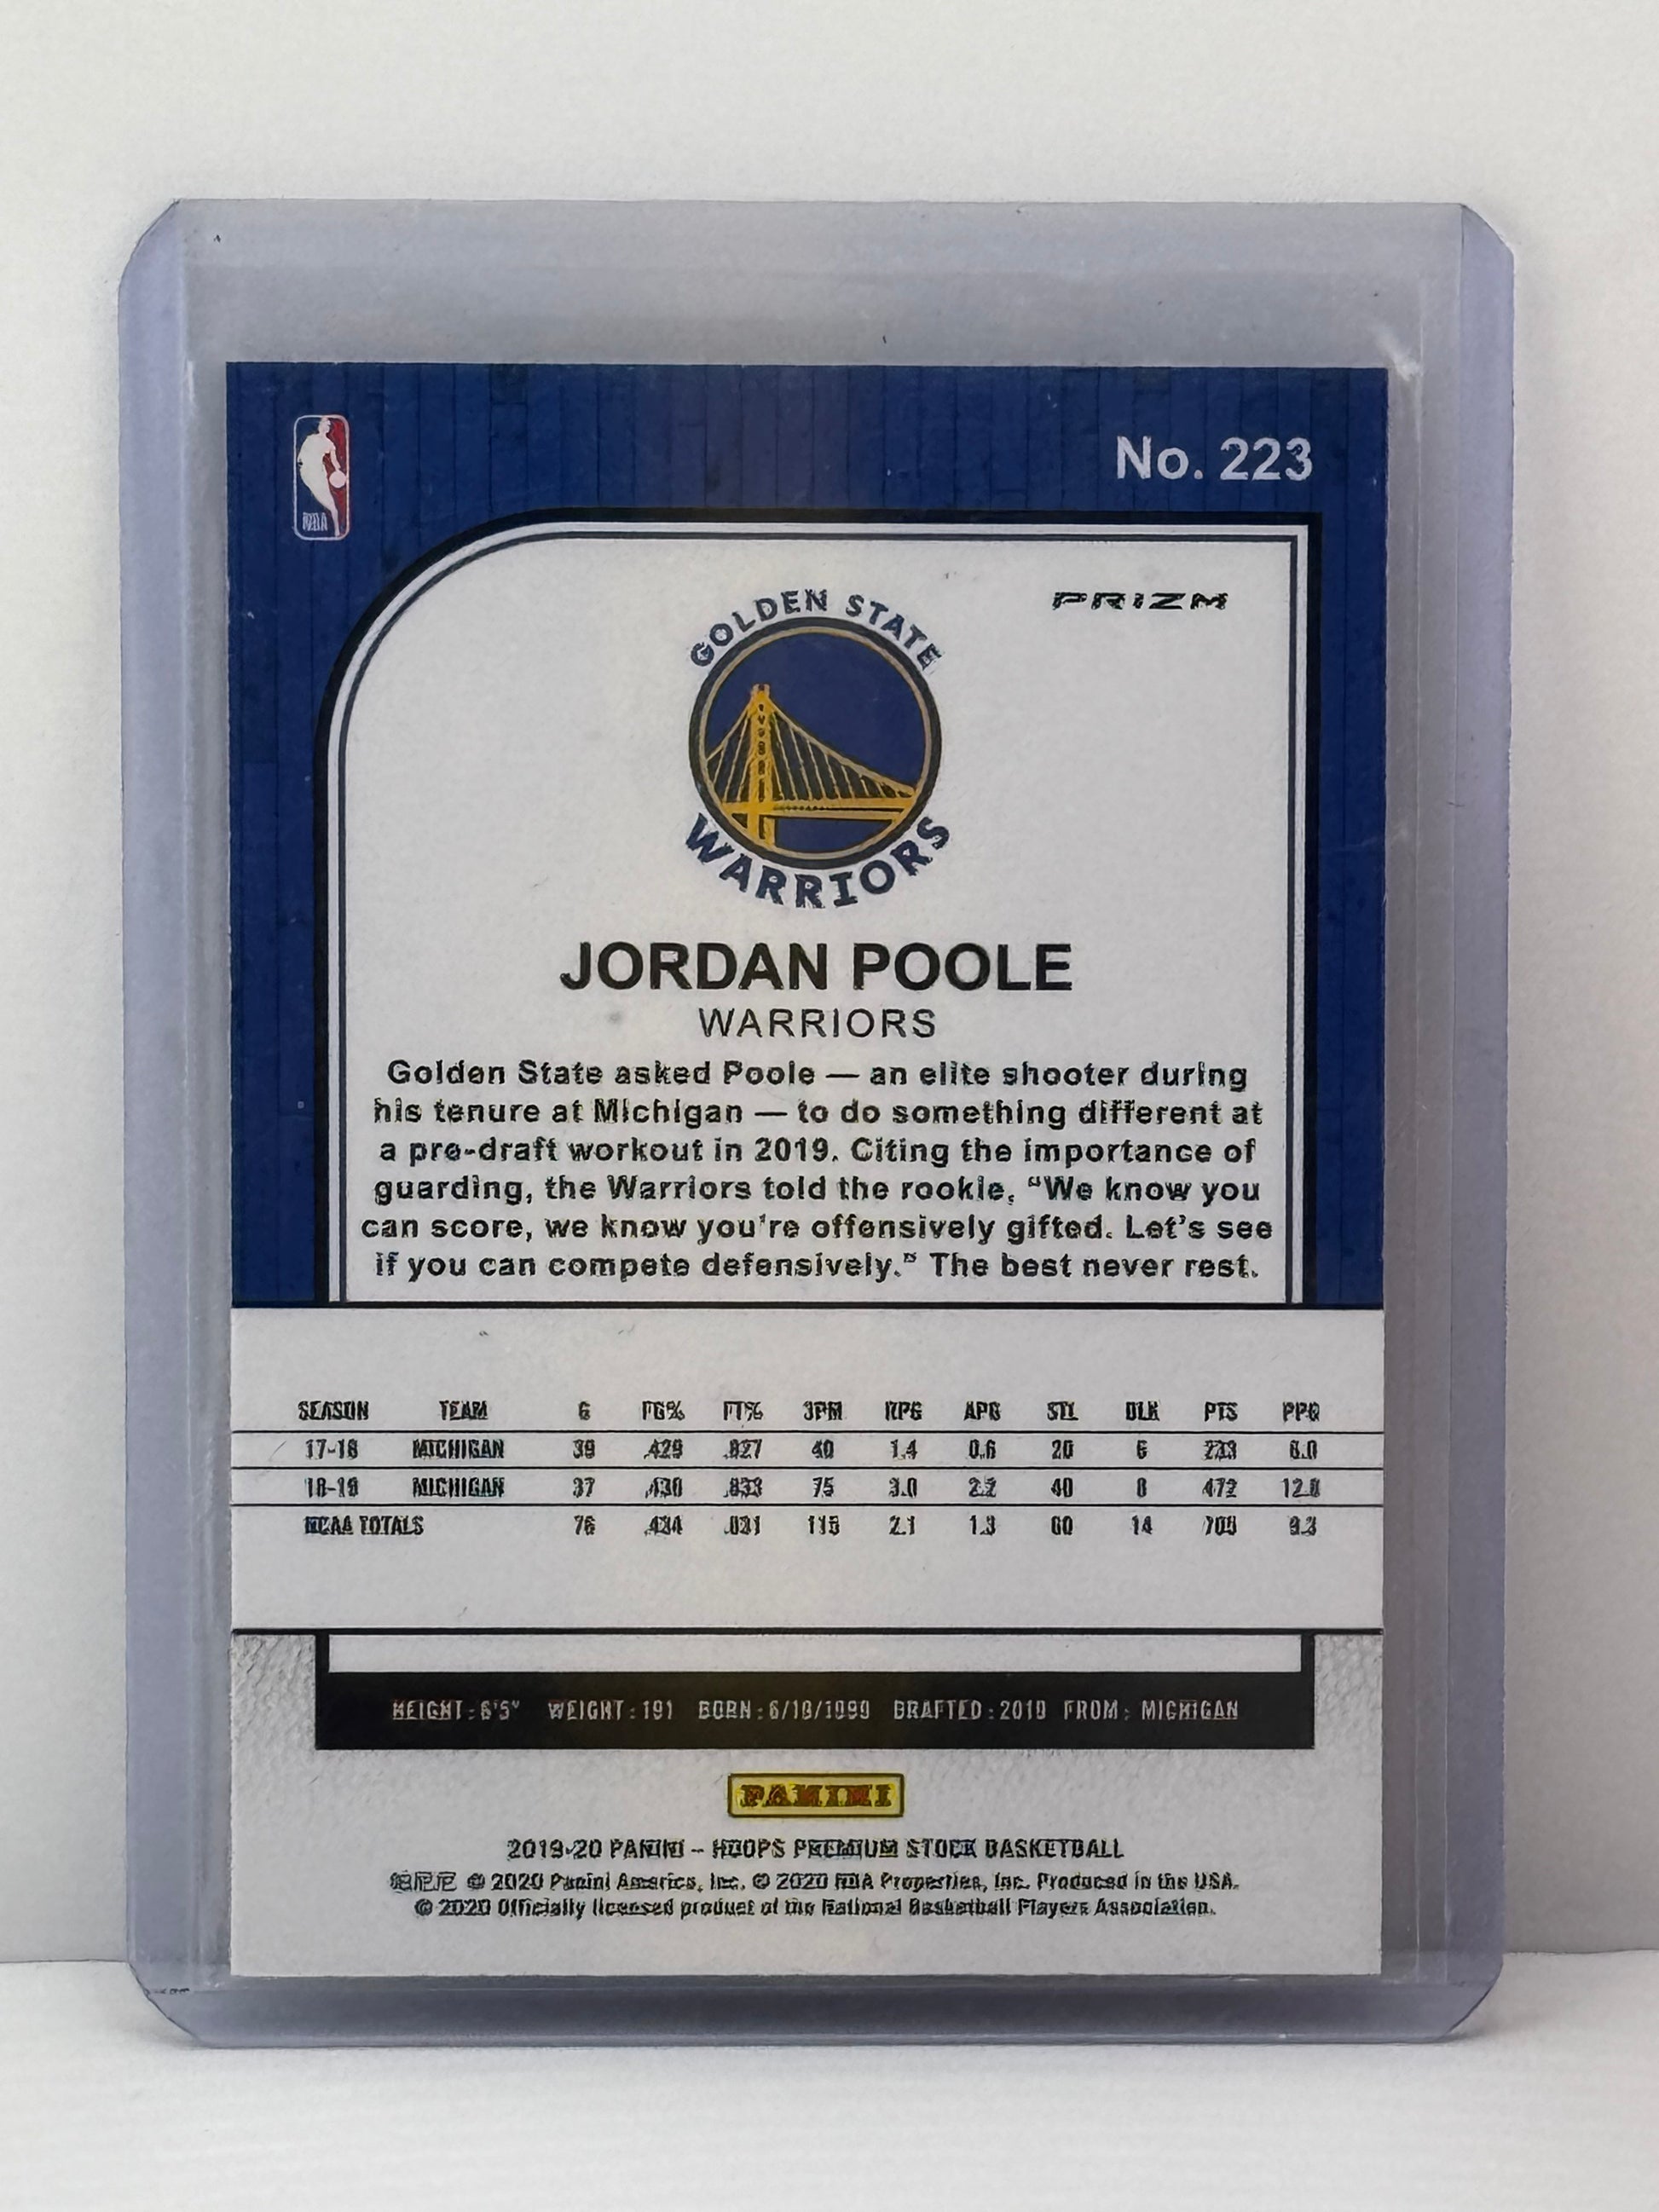 No. 223
NBA
PRIZM
GOLDEN STATE
WARRIORS
JORDAN POOLE
WARRIORS
Golden State asked Poole — an elite shooter during
his tenure at Michigan — to do something different at
a pre-draft workout in 2019. Citing the importance of
guarding, the Warriors told the rookie, “We know you
can score, we know you're offensively gifted. Let's see
if you can compete defensively.” The best never rest.
SEASON TEAM G FG% FT% 3PM RPG APG STL BLK PTS PPG
17-18 MICHIGAN 39 .429 .827 40 1.4 0.6 20 6 233 6.0
18-19 MICHIGAN 37 75 3.0 2.2 40 8 472 12.8
NCAA TOTALS 76 .434 115 2.1 1.3 60 14 705 9.3
HEIGHT: 6'5" WEIGHT: 191 BORN: DRAFTED: 2019 FROM: MICHIGAN
PANINI
2019-20 PANINI - HOOPS PREMIUM STOCK BASKETBALL
© 2020 Panini America, Inc. © 2020 NBA Properties, Inc. Produced in the USA.
© 2020 Officially licensed product of the National Basketball Players Association.